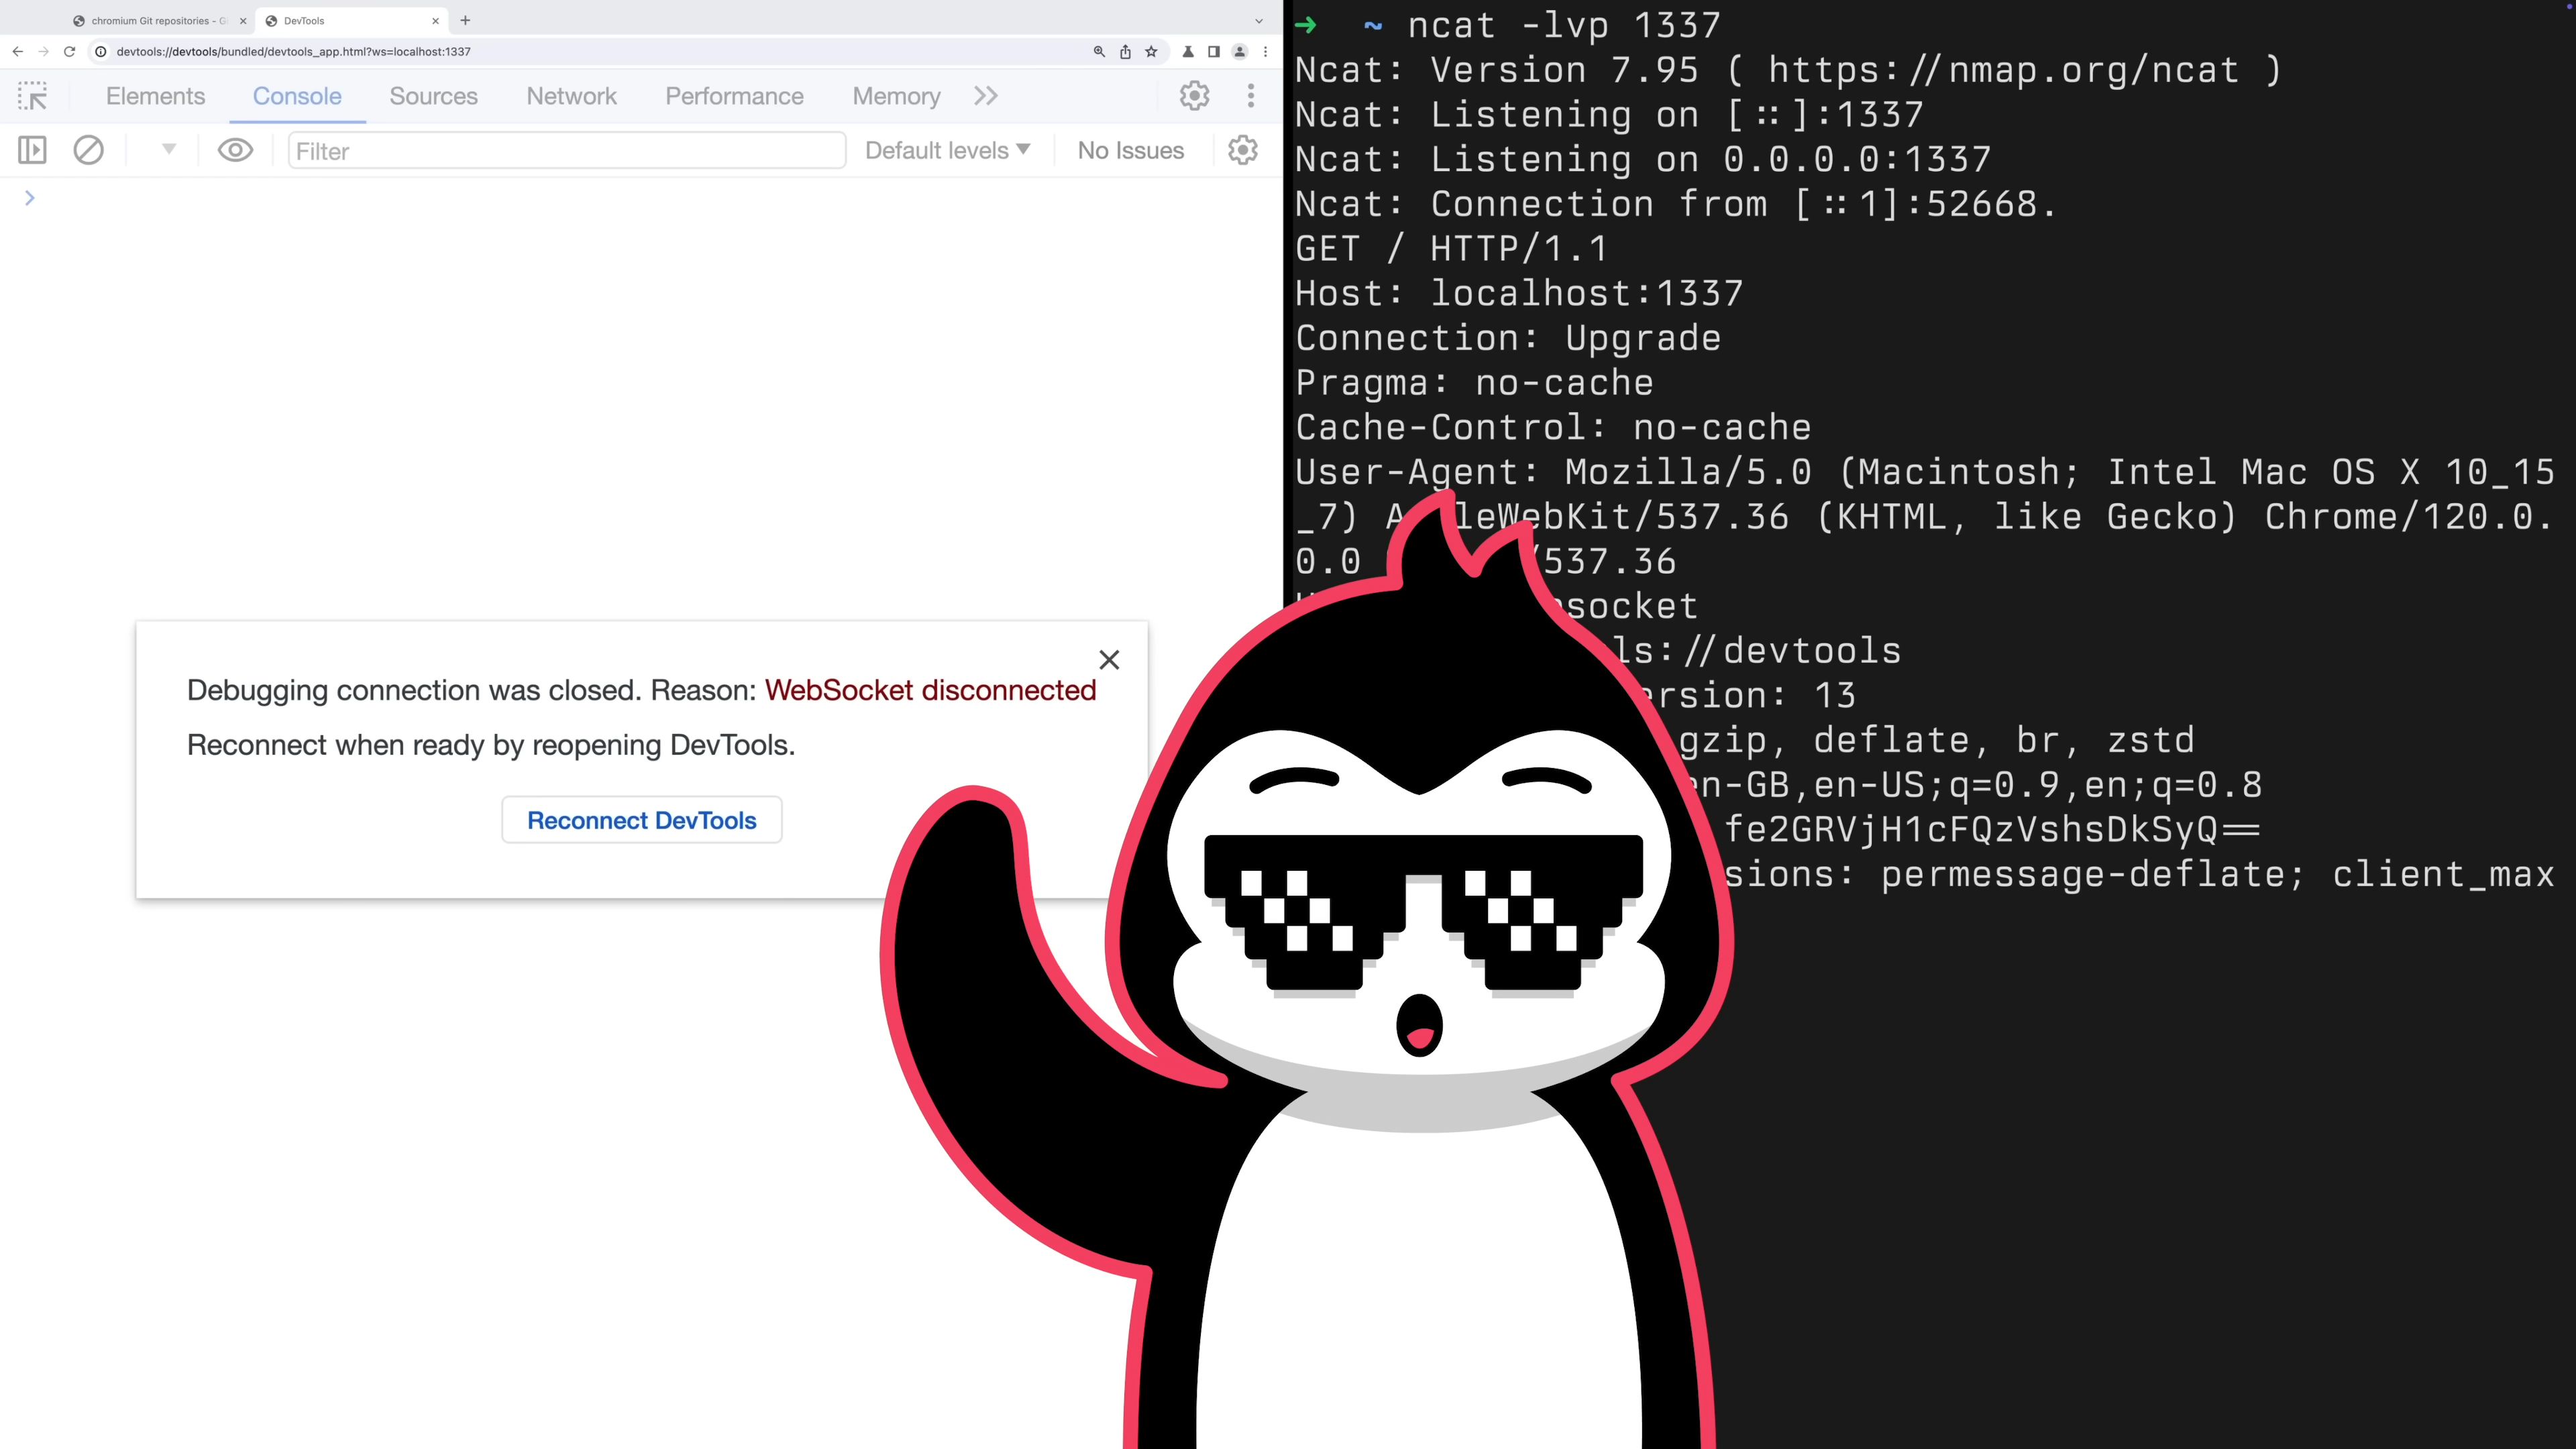 chromium Git repositories - G
DevTools
devtools://devtools/bundled/devtools_app.html?ws=localhost:1337
Elements
Console
Sources
Network
Performance
Memory
Filter
Default levels
No Issues
Debugging connection was closed. Reason: WebSocket disconnected
Reconnect when ready by reopening DevTools.
Reconnect DevTools
➜ ~ ncat -lvp 1337
Ncat: Version 7.95 ( https://nmap.org/ncat )
Ncat: Listening on [::]:1337
Ncat: Listening on 0.0.0.0:1337
Ncat: Connection from [::1]:52668.
GET / HTTP/1.1
Host: localhost:1337
Connection: Upgrade
Pragma: no-cache
Cache-Control: no-cache
User-Agent: Mozilla/5.0 (Macintosh; Intel Mac OS X 10_15
_7) A leWebKit/537.36 (KHTML, like Gecko) Chrome/120.0.
0.0 /537.36
socket
ls://devtools
ersion: 13
gzip, deflate, br, zstd
en-GB,en-US;q=0.9,en;q=0.8
fe2GRVjH1cFQzVshsDkSyQ==
sions: permessage-deflate; client_max